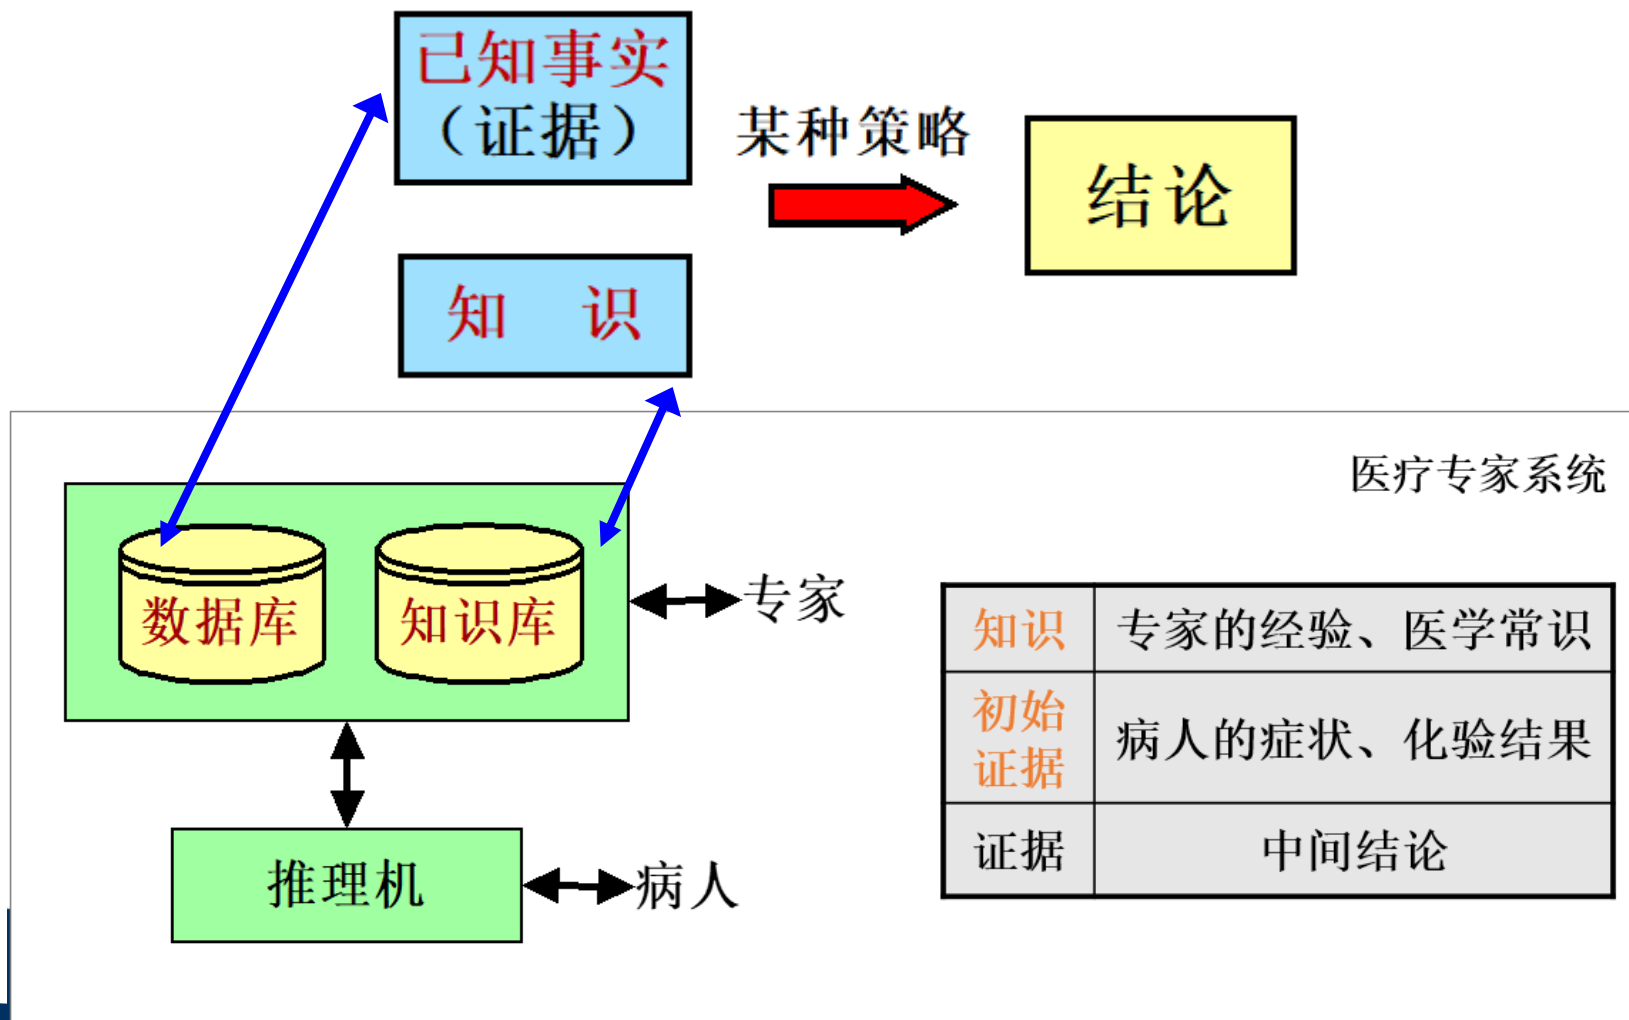 已知事实
（证据）
某种策略
结论
知 识
医疗专家系统
数据库
知识库
专家
知识
专家的经验、医学常识
初始
证据
病人的症状、化验结果
证据
中间结论
推理机
病人